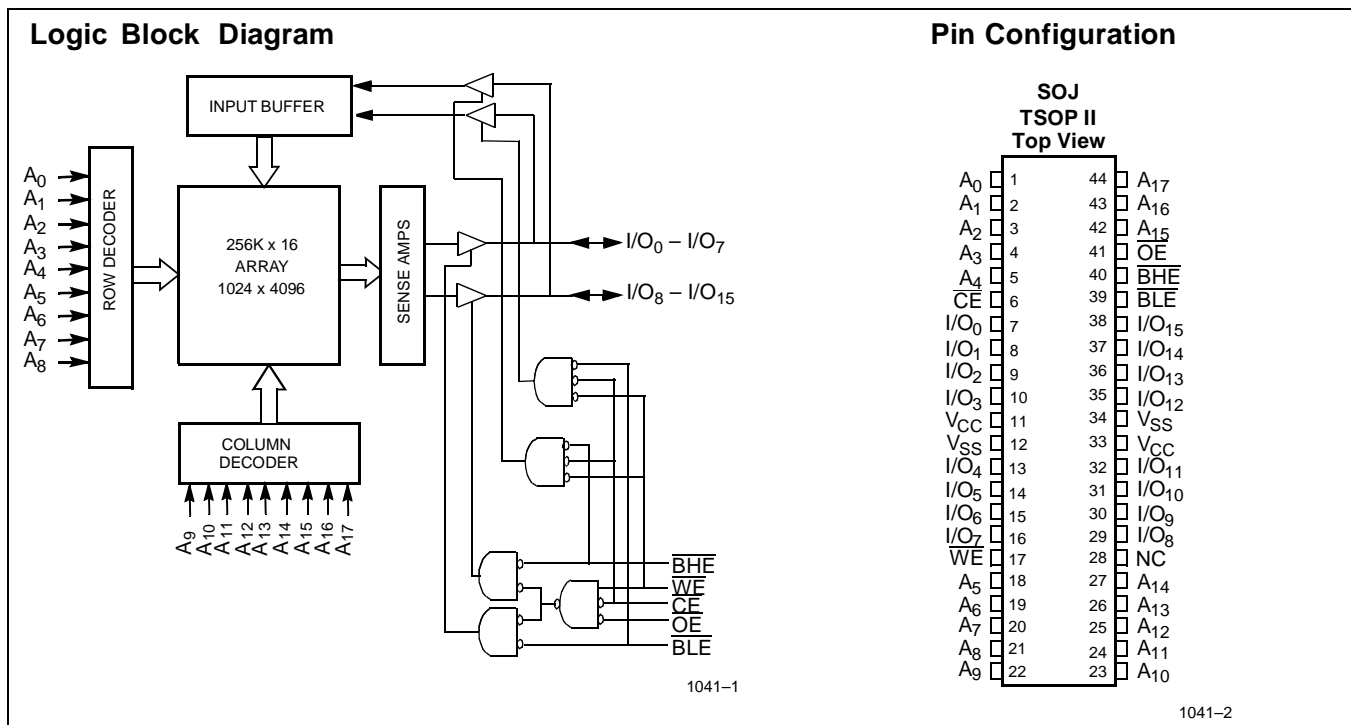 Logic Block Diagram
INPUT BUFFER
A0
A1
A2
A3
A4
A5
A6
A7
A8
ROW DECODER
256K x 16
ARRAY
1024 x 4096
SENSE AMPS
I/O0 – I/O7
I/O8 – I/O15
COLUMN
DECODER
A9
A10
A11
A12
A13
A14
A15
A16
A17
BHE
WE
CE
OE
BLE
1041–1
Pin Configuration
SOJ
TSOP II
Top View
A0 1 44 A17
A1 2 43 A16
A2 3 42 A15
A3 4 41 OE
A4 5 40 BHE
CE 6 39 BLE
I/O0 7 38 I/O15
I/O1 8 37 I/O14
I/O2 9 36 I/O13
I/O3 10 35 I/O12
VCC 11 34 VSS
VSS 12 33 VCC
I/O4 13 32 I/O11
I/O5 14 31 I/O10
I/O6 15 30 I/O9
I/O7 16 29 I/O8
WE 17 28 NC
A5 18 27 A14
A6 19 26 A13
A7 20 25 A12
A8 21 24 A11
A9 22 23 A10
1041–2